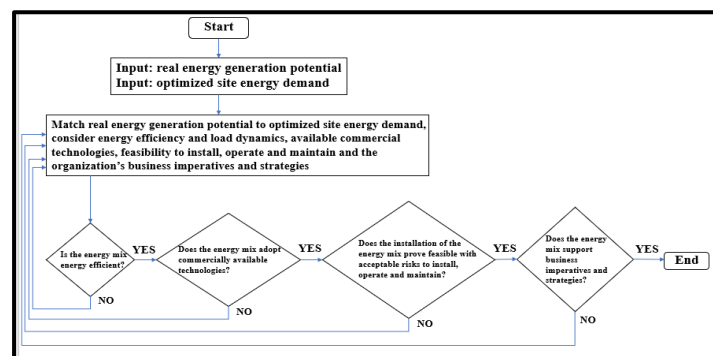 Start
Input: real energy generation potential
Input: optimized site energy demand
Match real energy generation potential to optimized site energy demand,
consider energy efficiency and load dynamics, available commercial
technologies, feasibility to install, operate and maintain and the
organization's business imperatives and strategies
Is the energy mix
energy efficient?
YES
NO
Does the energy mix adopt
commercially available
technologies?
YES
NO
Does the installation of the
energy mix prove feasible with
acceptable risks to install,
operate and maintain?
YES
NO
Does the energy
mix support
business
imperatives and
strategies?
YES
NO
End